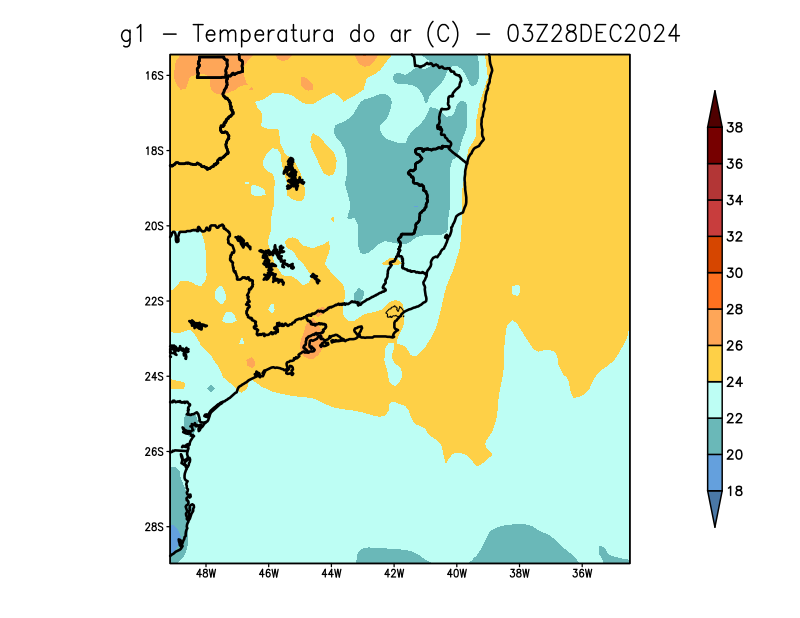 g1 – Temperatura do ar (C) – 03Z28DEC2024
16S
18S
20S
22S
24S
26S
28S
48W
46W
44W
42W
40W
38W
36W
38
36
34
32
30
28
26
24
22
20
18